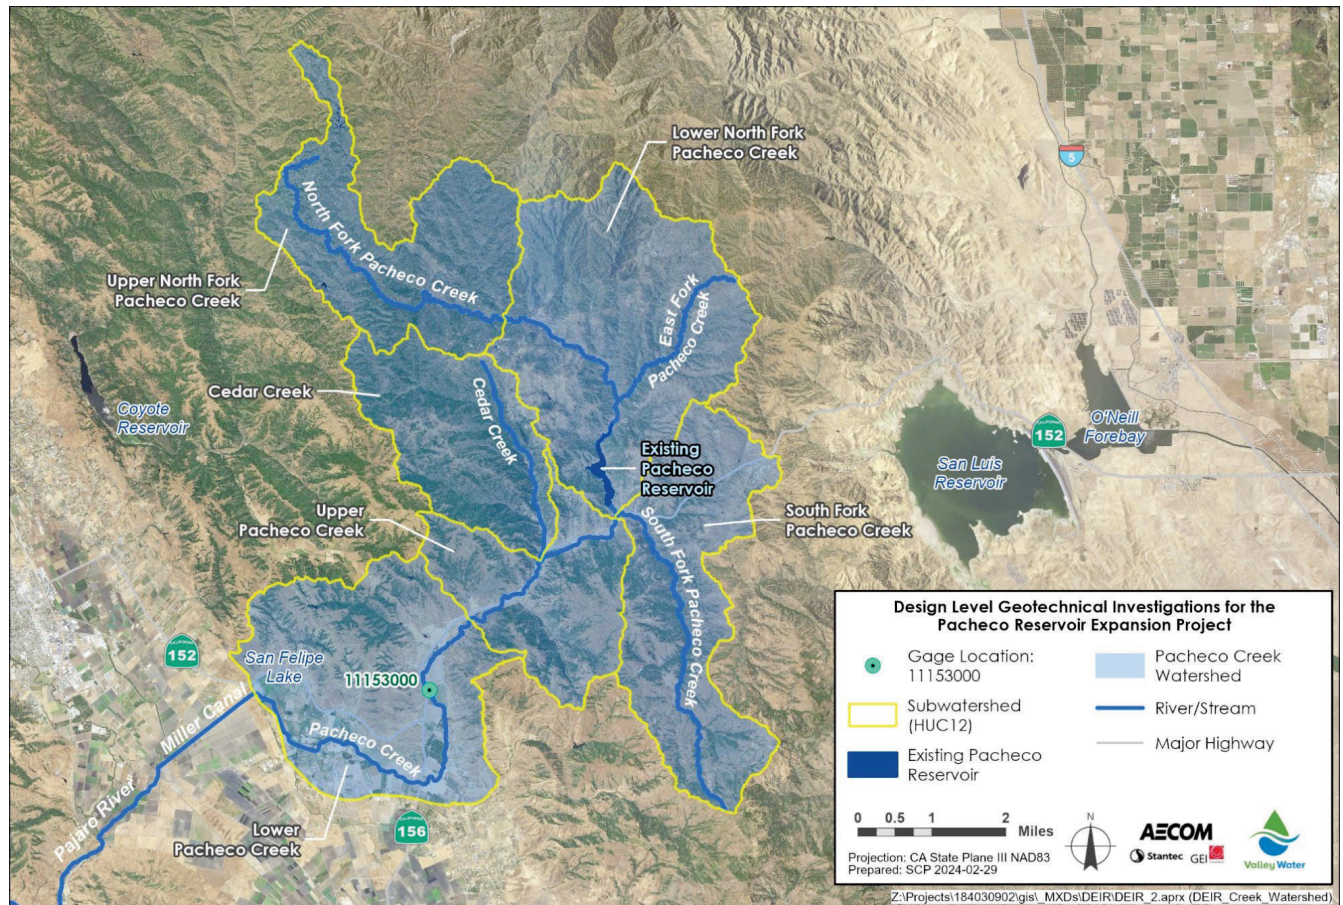 Lower North Fork
Pacheco Creek
5
North Fork Pacheco Creek
Upper North Fork
Pacheco Creek
East Fork
Pacheco Creek
Cedar Creek
Cedar Creek
Coyote
Reservoir
O'Neill
Forebay
CALIFORNIA
152
San Luis
Reservoir
Existing
Pacheco
Reservoir
Upper
Pacheco Creek
South Fork
Pacheco Creek
South Fork Pacheco Creek
CALIFORNIA
152
San Felipe
Lake
11153000
Miller Canal
Pacheco Creek
Pajaro River
CALIFORNIA
156
Lower
Pacheco Creek
Design Level Geotechnical Investigations for the
Pacheco Reservoir Expansion Project
Gage Location:
11153000
Subwatershed
(HUC12)
Existing Pacheco
Reservoir
Pacheco Creek
Watershed
River/Stream
Major Highway
0 0.5 1 2 Miles
Projection: CA State Plane III NAD83
Prepared: SCP 2024-02-29
N
AECOM
Stantec GEI
Valley Water
Z:\Projects\184030902\gis\_MXDs\DEIR\DEIR_2.aprx (DEIR_Creek_Watershed)